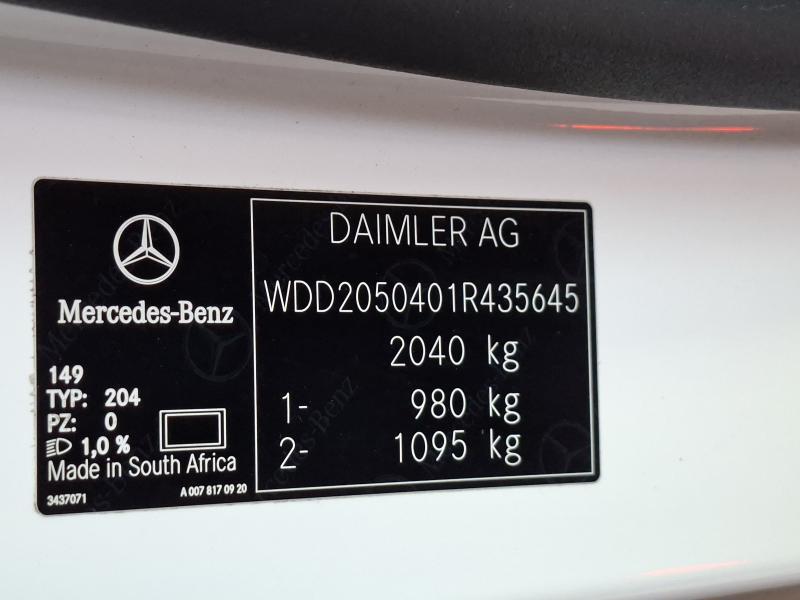 Mercedes-Benz
149
TYP: 204
PZ: 0
1,0 %
Made in South Africa
3437071 A 007 817 09 20
DAIMLER AG
WDD2050401R435645
2040 kg
1- 980 kg
2- 1095 kg